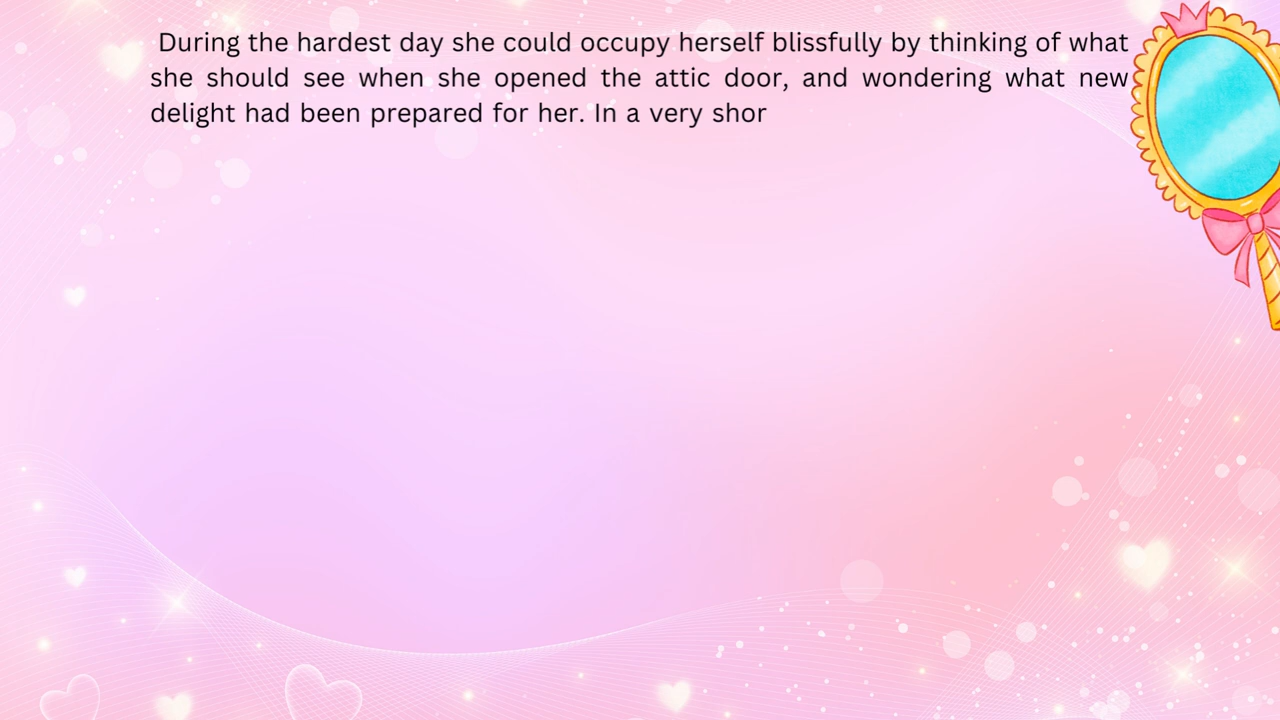 During the hardest day she could occupy herself blissfully by thinking of what
she should see when she opened the attic door, and wondering what new
delight had been prepared for her. In a very shor